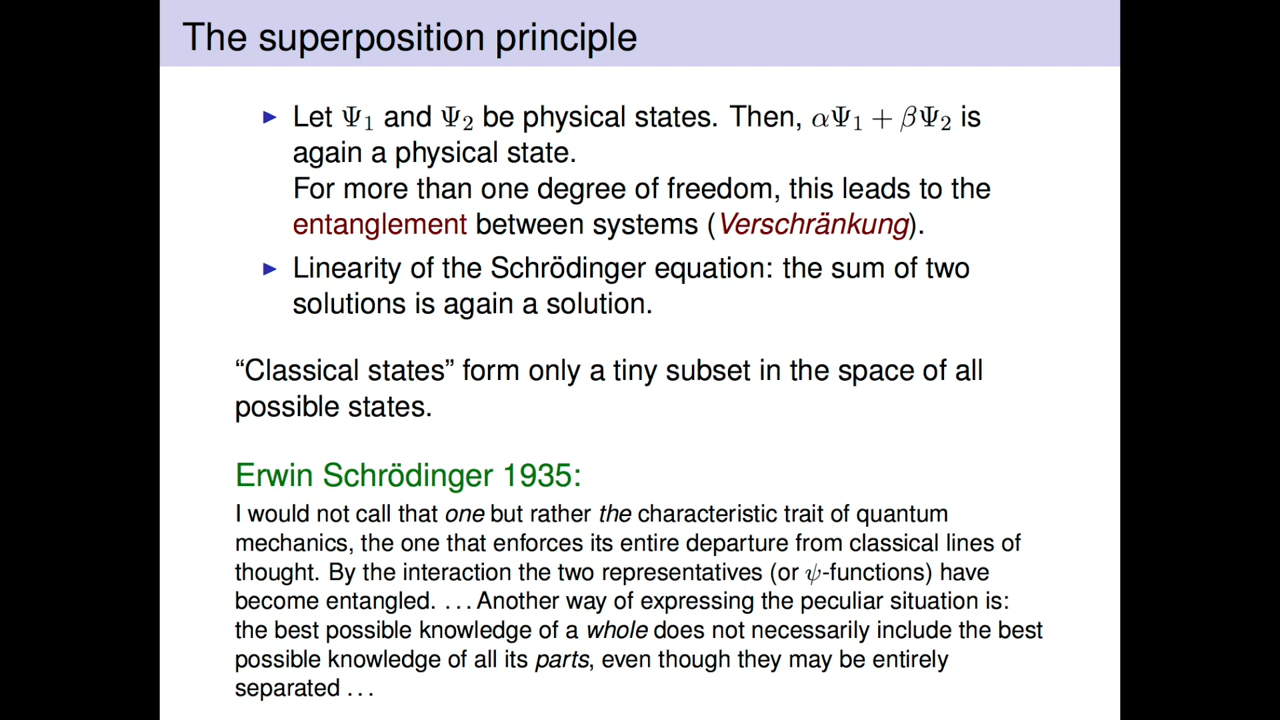 The superposition principle
▶ Let Ψ₁ and Ψ₂ be physical states. Then, αΨ₁ + βΨ₂ is
again a physical state.
For more than one degree of freedom, this leads to the
entanglement between systems (Verschränkung).
▶ Linearity of the Schrödinger equation: the sum of two
solutions is again a solution.
“Classical states” form only a tiny subset in the space of all
possible states.
Erwin Schrödinger 1935:
I would not call that one but rather the characteristic trait of quantum
mechanics, the one that enforces its entire departure from classical lines of
thought. By the interaction the two representatives (or ψ-functions) have
become entangled. . . . Another way of expressing the peculiar situation is:
the best possible knowledge of a whole does not necessarily include the best
possible knowledge of all its parts, even though they may be entirely
separated . . .